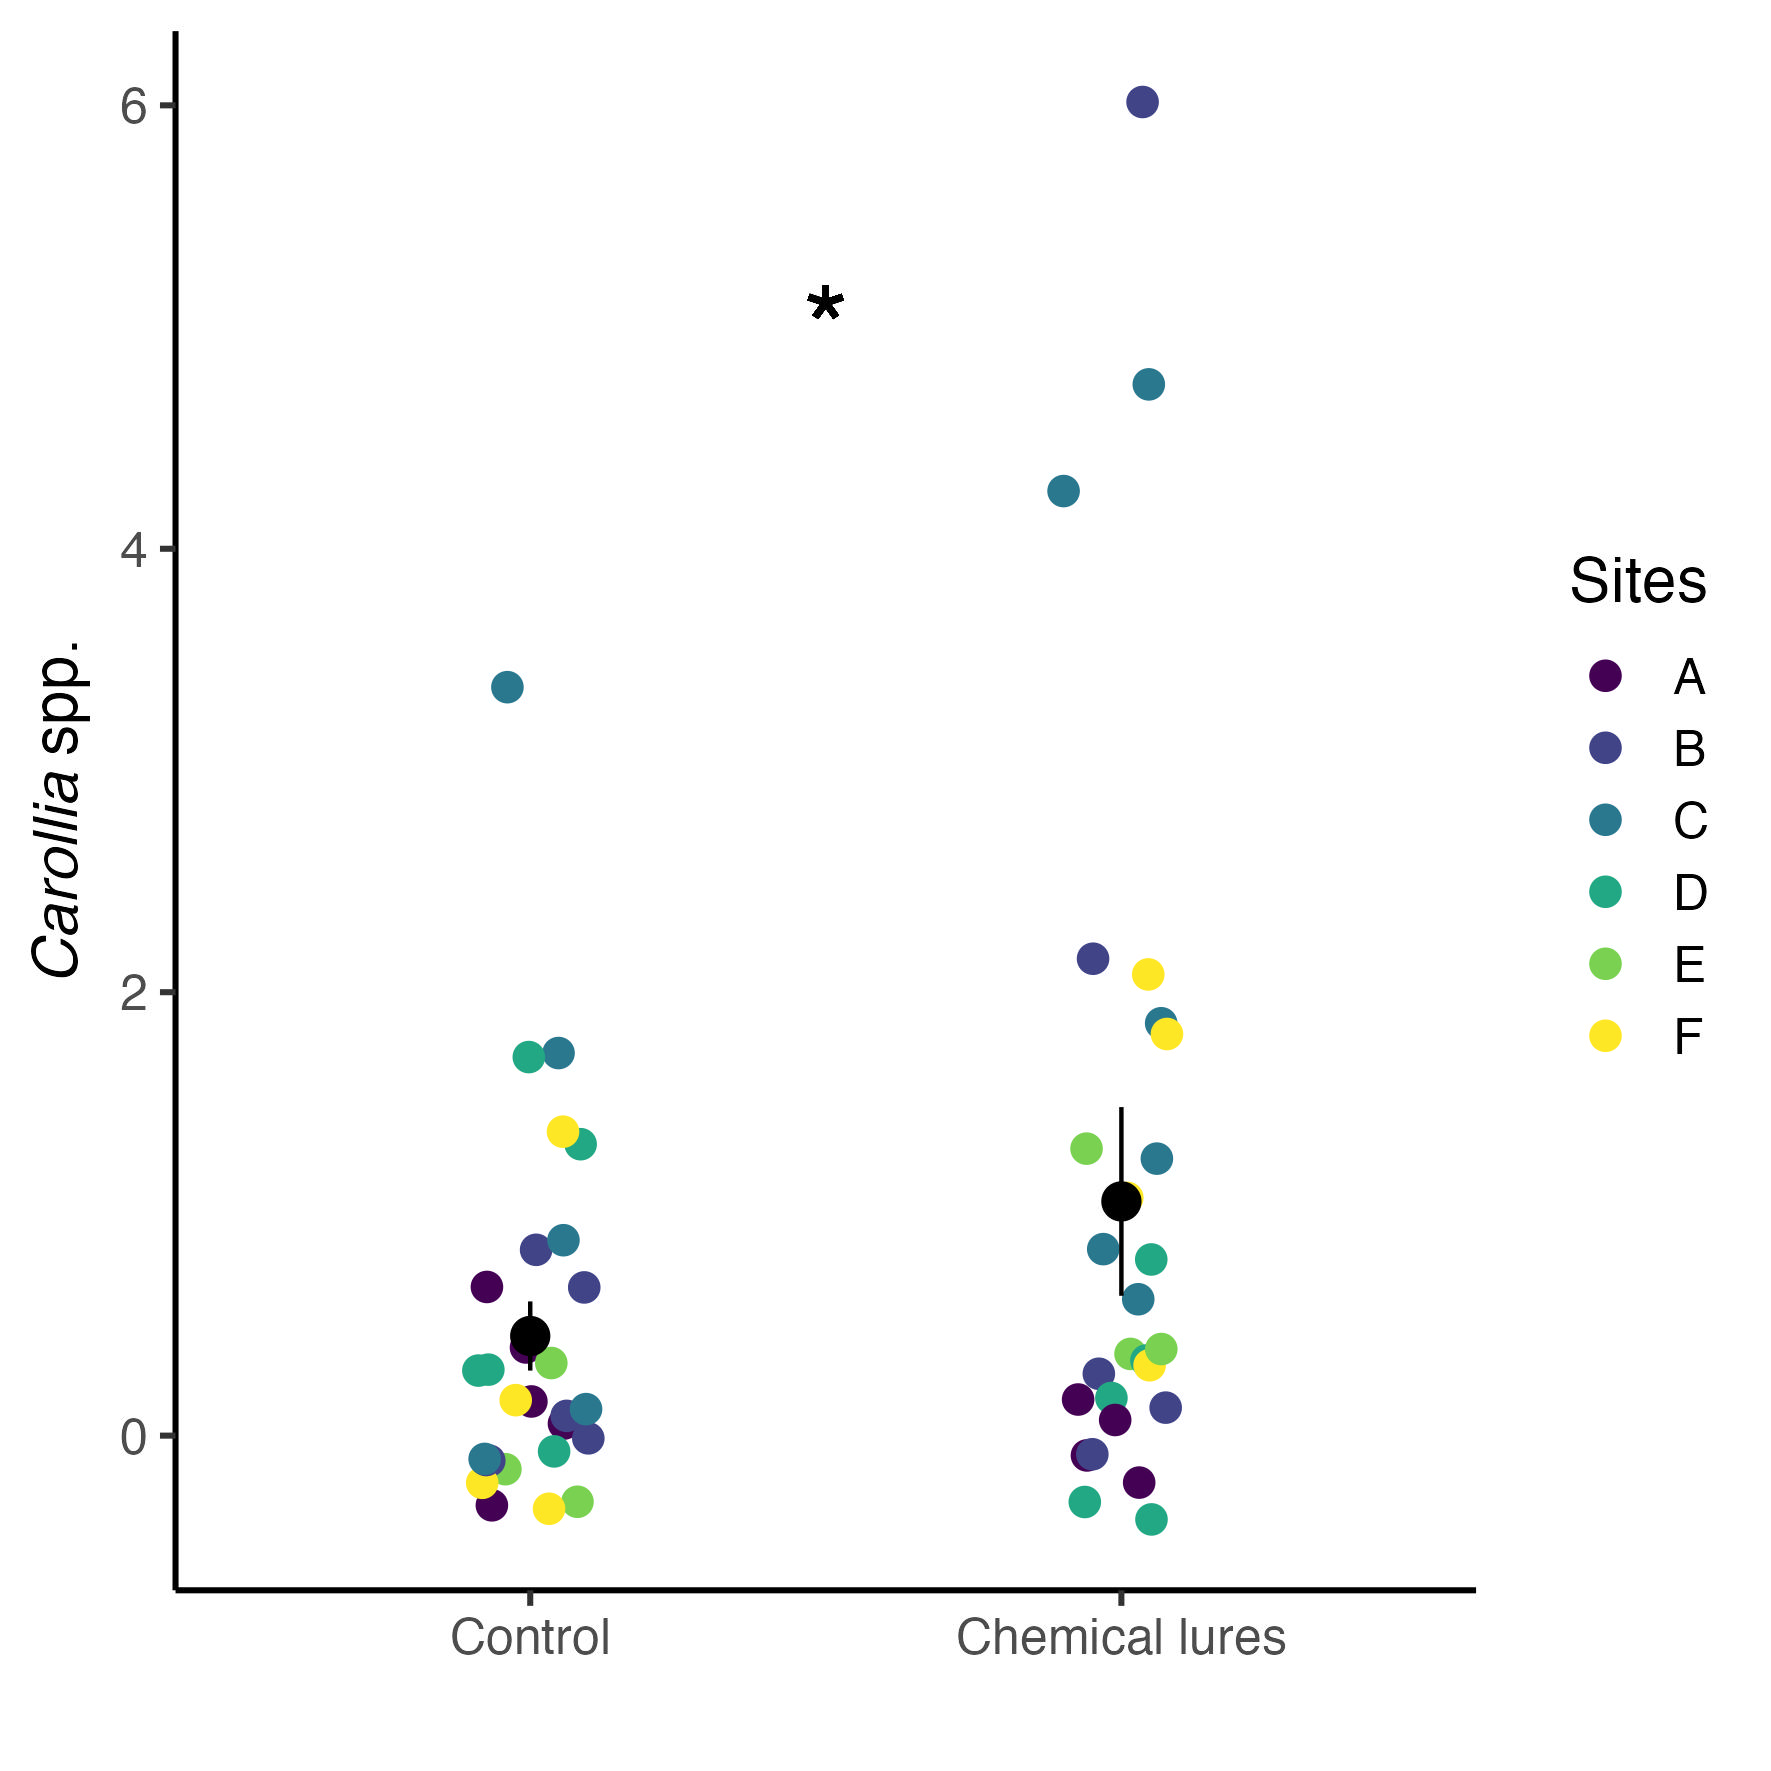 6
4
2
0
Carollia spp.
*
Control
Chemical lures
Sites
A
B
C
D
E
F